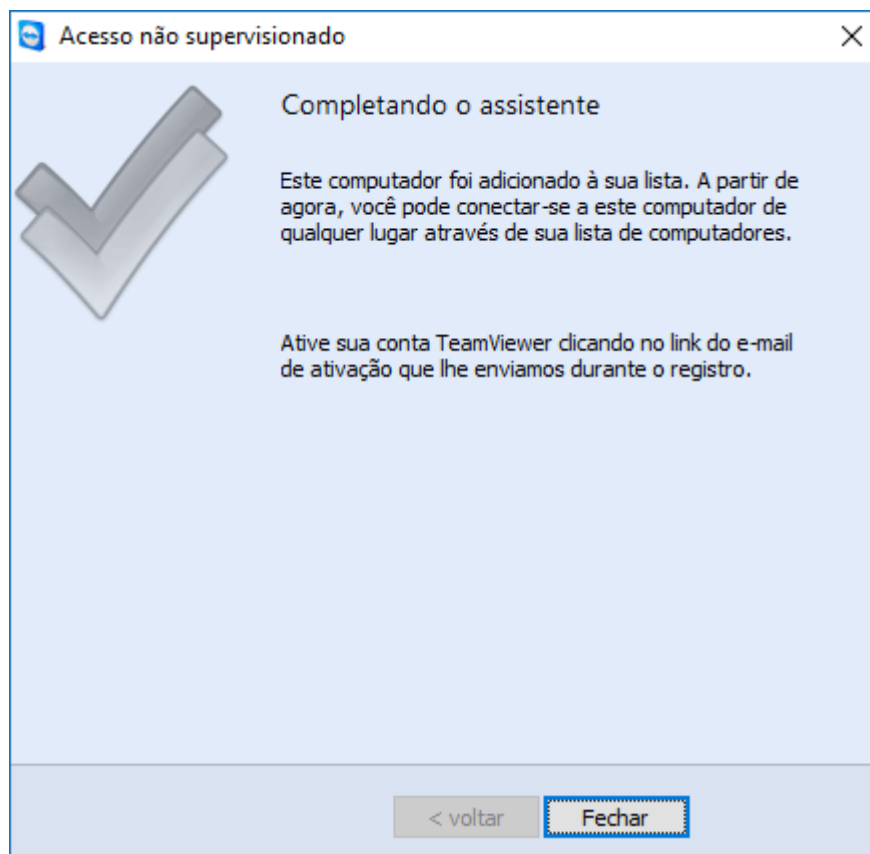 Acesso não supervisionado
Completando o assistente
Este computador foi adicionado à sua lista. A partir de
agora, você pode conectar-se a este computador de
qualquer lugar através de sua lista de computadores.
Ative sua conta TeamViewer clicando no link do e-mail
de ativação que lhe enviamos durante o registro.
< voltar
Fechar